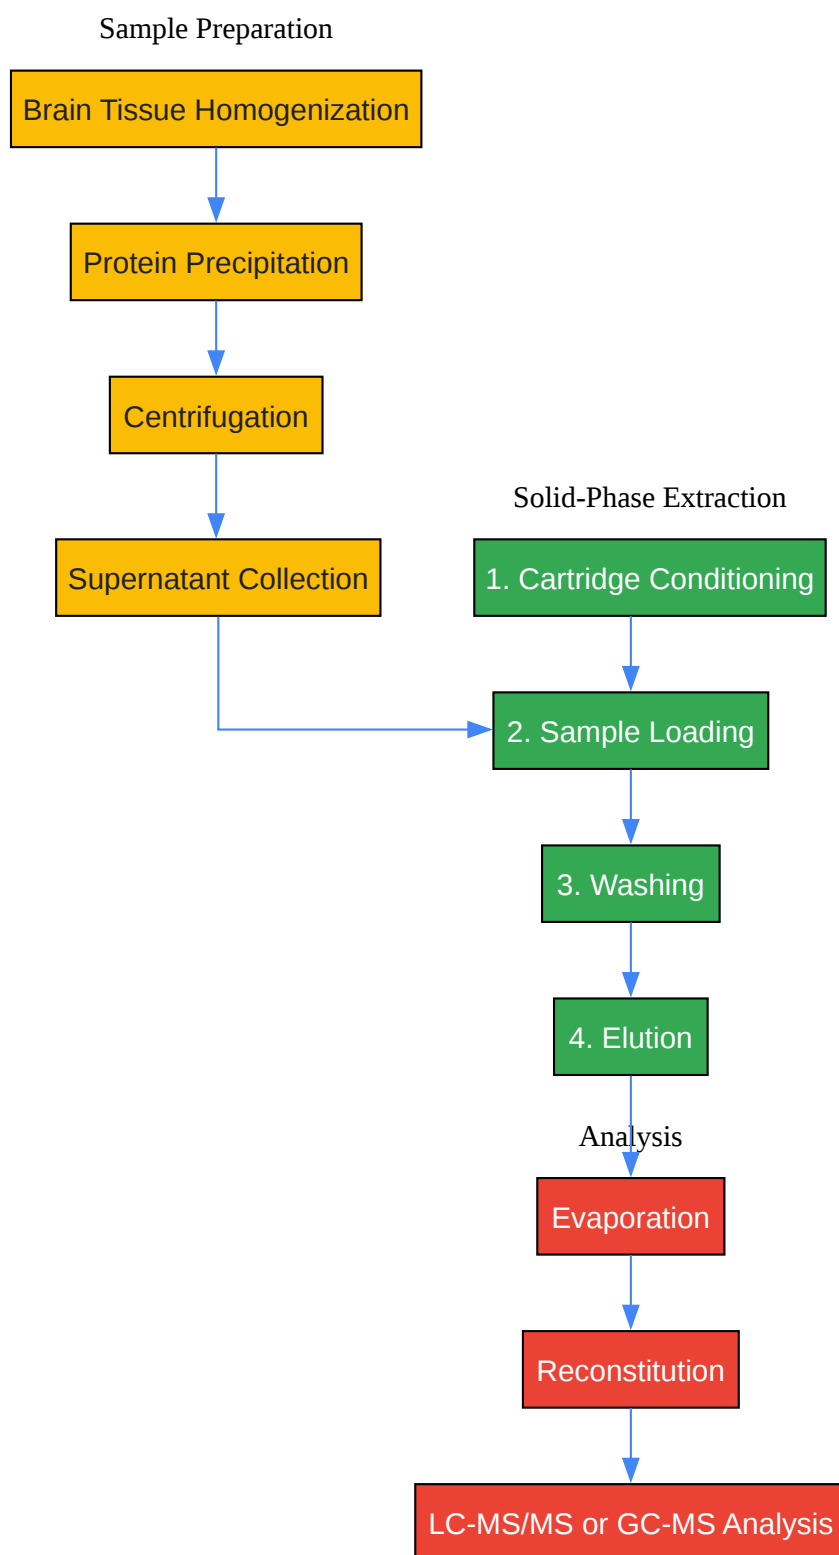 Sample Preparation
Brain Tissue Homogenization
Protein Precipitation
Centrifugation
Supernatant Collection
Solid-Phase Extraction
1. Cartridge Conditioning
2. Sample Loading
3. Washing
4. Elution
Analysis
Evaporation
Reconstitution
LC-MS/MS or GC-MS Analysis